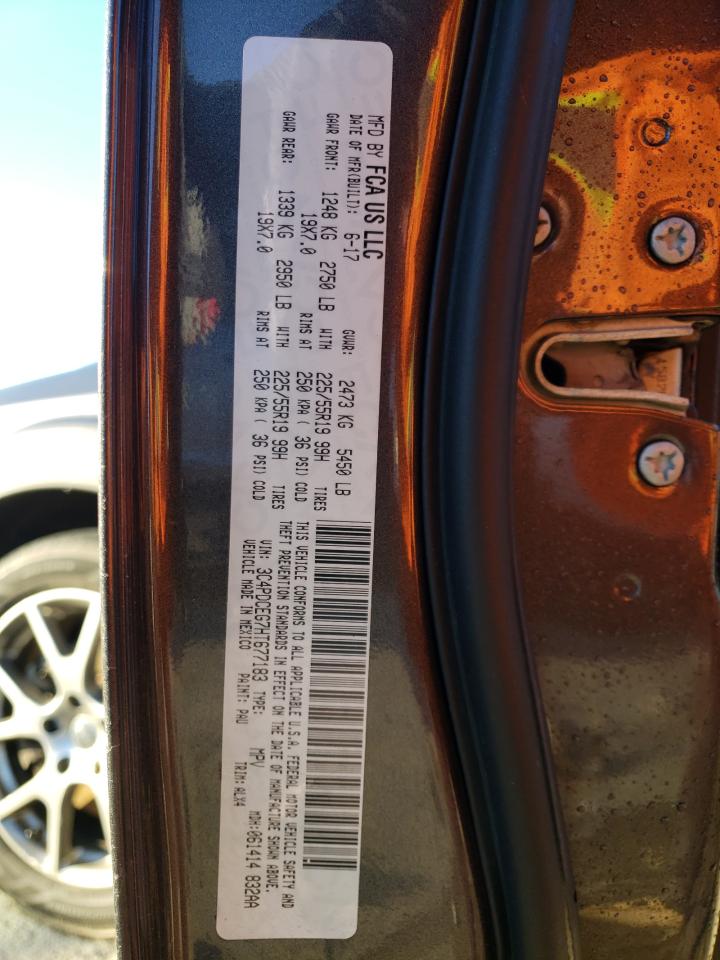 MFD BY FCA US LLC
DATE OF MFR(BUILT): 6-17 GVWR: 2473 KG 5450 LB
GAWR FRONT: 1248 KG 2750 LB WITH 225/55R19 99H TIRES
19X7.0 RIMS AT 250 KPA ( 36 PSI) COLD
GAWR REAR: 1339 KG 2950 LB WITH 225/55R19 99H TIRES
19X7.0 RIMS AT 250 KPA ( 36 PSI) COLD
THIS VEHICLE CONFORMS TO ALL APPLICABLE U.S.A. FEDERAL MOTOR VEHICLE SAFETY AND
THEFT PREVENTION STANDARDS IN EFFECT ON THE DATE OF MANUFACTURE SHOWN ABOVE.
VIN: 3C4PDCEG7HT677183 TYPE: MPV MDH:061414 832AA
VEHICLE MADE IN MEXICO PAINT: PAU TRIM: ALX4